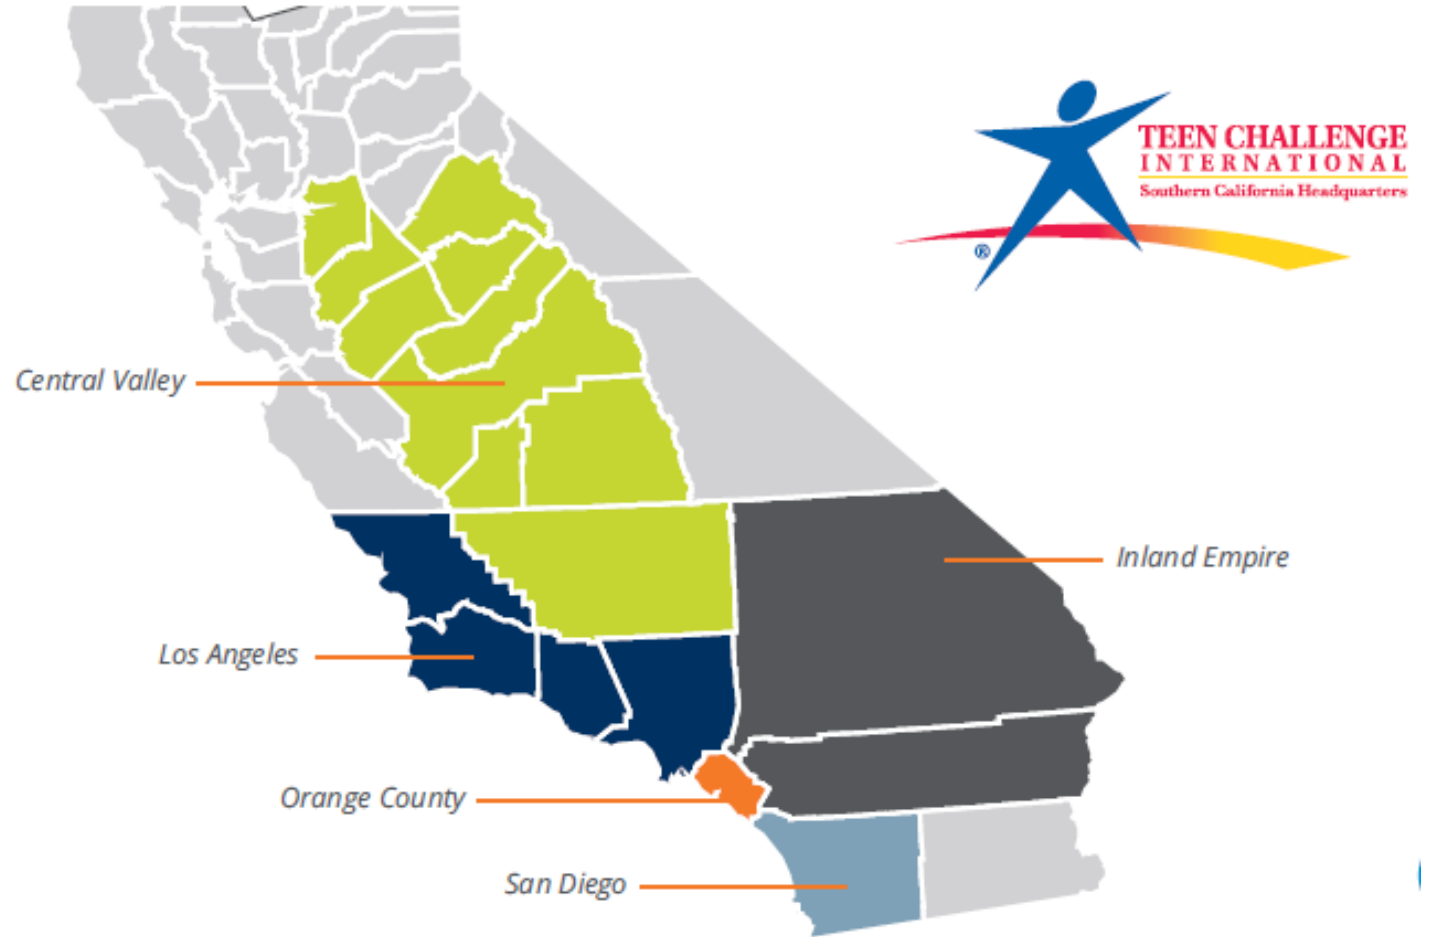 TEEN CHALLENGE
INTERNATIONAL
Southern California Headquarters
®
Central Valley
Inland Empire
Los Angeles
Orange County
San Diego